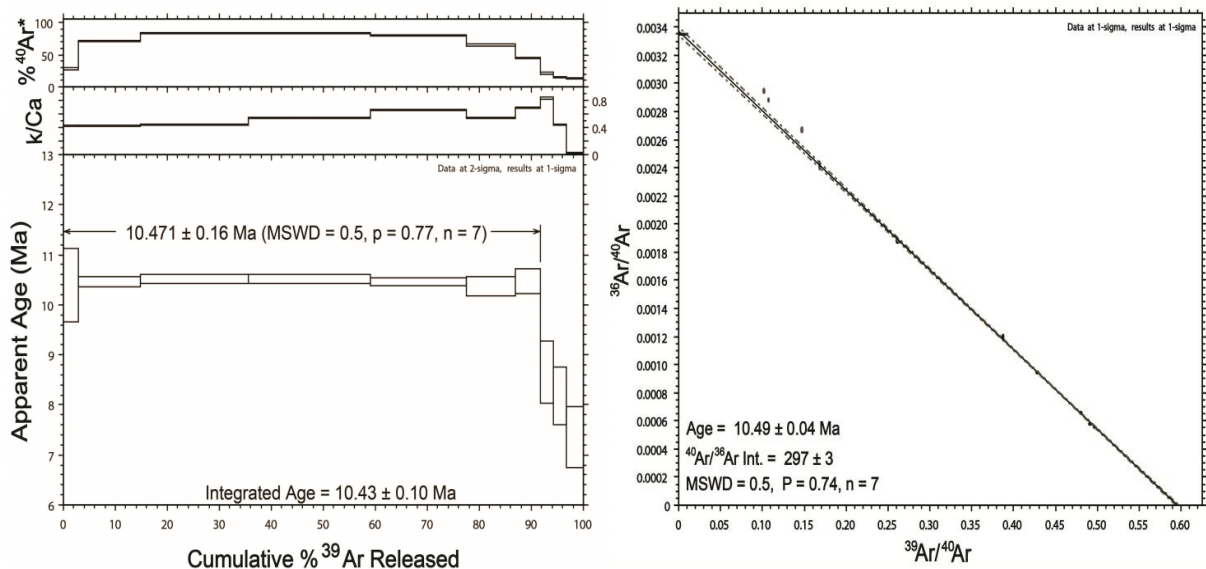 % ⁴⁰Ar*
100
50
0
k/Ca
0.8
0.4
0
Data at 2-sigma, results at 1-sigma
Apparent Age (Ma)
13
12
11
10
9
8
7
6
10.471 ± 0.16 Ma (MSWD = 0.5, p = 0.77, n = 7)
Integrated Age = 10.43 ± 0.10 Ma
0 10 20 30 40 50 60 70 80 90 100
Cumulative % ³⁹Ar Released
Data at 1-sigma, results at 1-sigma
³⁶Ar/⁴⁰Ar
0.0034
0.0030
0.0028
0.0026
0.0024
0.0022
0.0020
0.0018
0.0016
0.0014
0.0012
0.0010
0.0008
0.0006
0.0004
0.0002
0
Age = 10.49 ± 0.04 Ma
⁴⁰Ar/³⁶Ar Int. = 297 ± 3
MSWD = 0.5, P = 0.74, n = 7
0 0.05 0.10 0.15 0.20 0.25 0.30 0.35 0.40 0.45 0.50 0.55 0.60
³⁹Ar/⁴⁰Ar